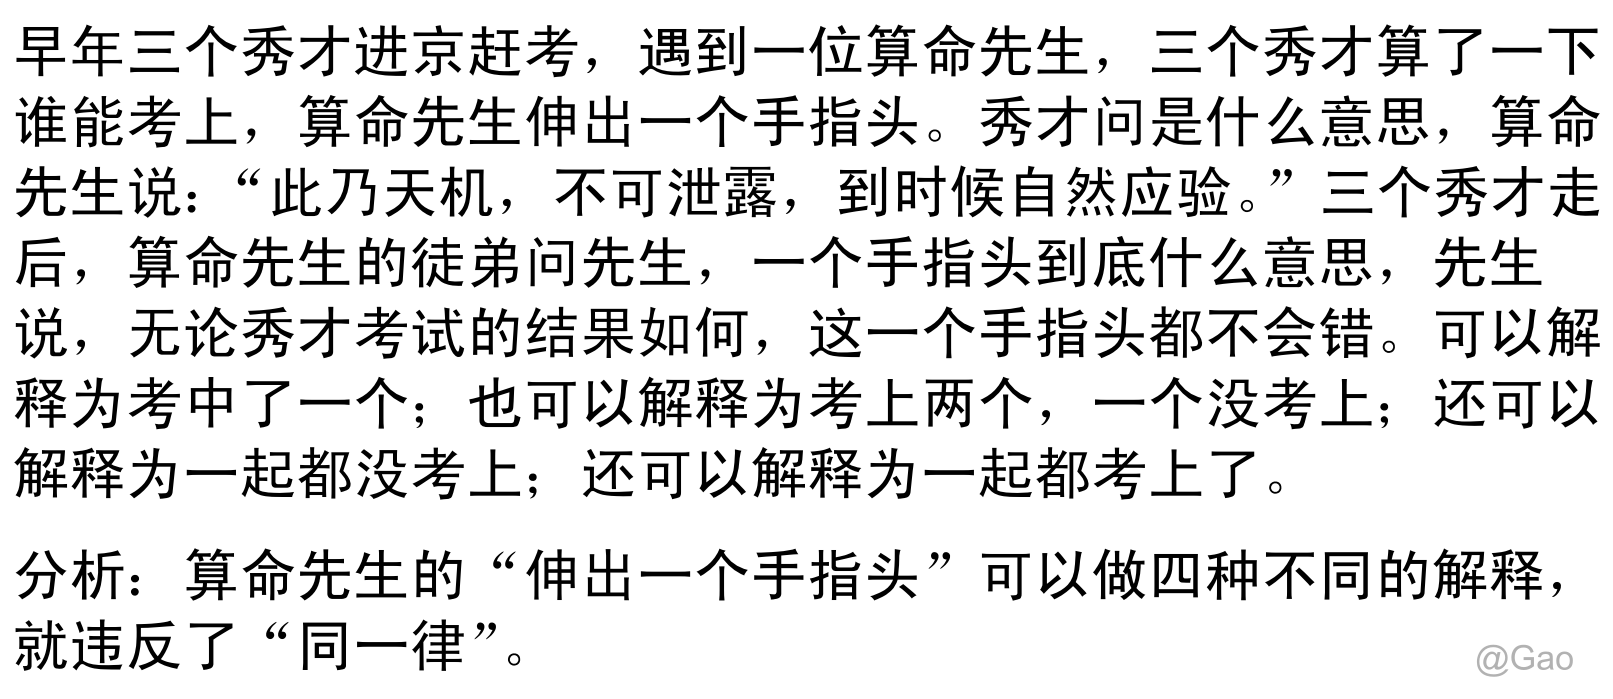 早年三个秀才进京赶考，遇到一位算命先生，三个秀才算了一下
谁能考上，算命先生伸出一个手指头。秀才问是什么意思，算命
先生说：“此乃天机，不可泄露，到时候自然应验。”三个秀才走
后，算命先生的徒弟问先生，一个手指头到底什么意思，先生
说，无论秀才考试的结果如何，这一个手指头都不会错。可以解
释为考中了一个；也可以解释为考上两个，一个没考上；还可以
解释为一起都没考上；还可以解释为一起都考上了。
分析：算命先生的“伸出一个手指头”可以做四种不同的解释，
就违反了“同一律”。
@Gao